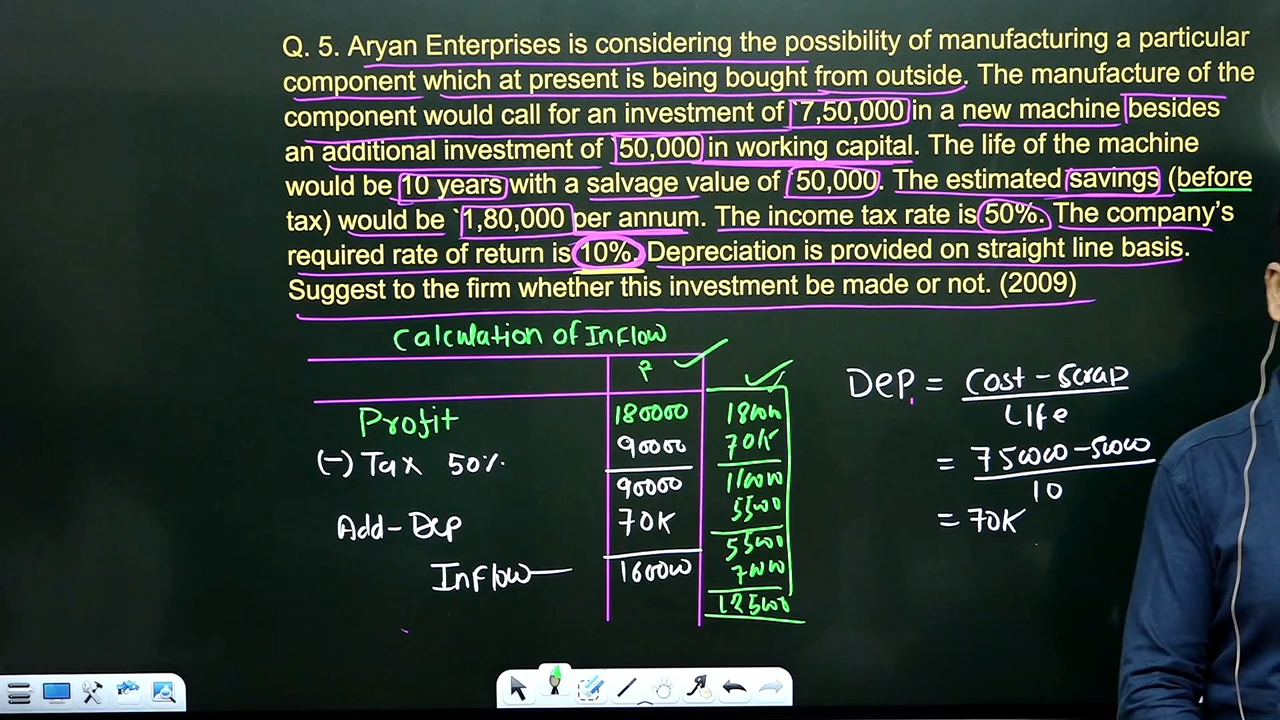 Q. 5. Aryan Enterprises is considering the possibility of manufacturing a particular
component which at present is being bought from outside. The manufacture of the
component would call for an investment of `7,50,000 in a new machine besides
an additional investment of `50,000 in working capital. The life of the machine
would be 10 years with a salvage value of `50,000. The estimated savings (before
tax) would be `1,80,000 per annum. The income tax rate is 50%. The company's
required rate of return is 10%. Depreciation is provided on straight line basis.
Suggest to the firm whether this investment be made or not. (2009)
Calculation of Inflow
₹
Profit 180000
(-) Tax 50% 90000
90000
Add-Dep 70K
Inflow 160000
70K
Dep. = Cost - Scrap
Life
= 750000 - 50000
10
= 70K